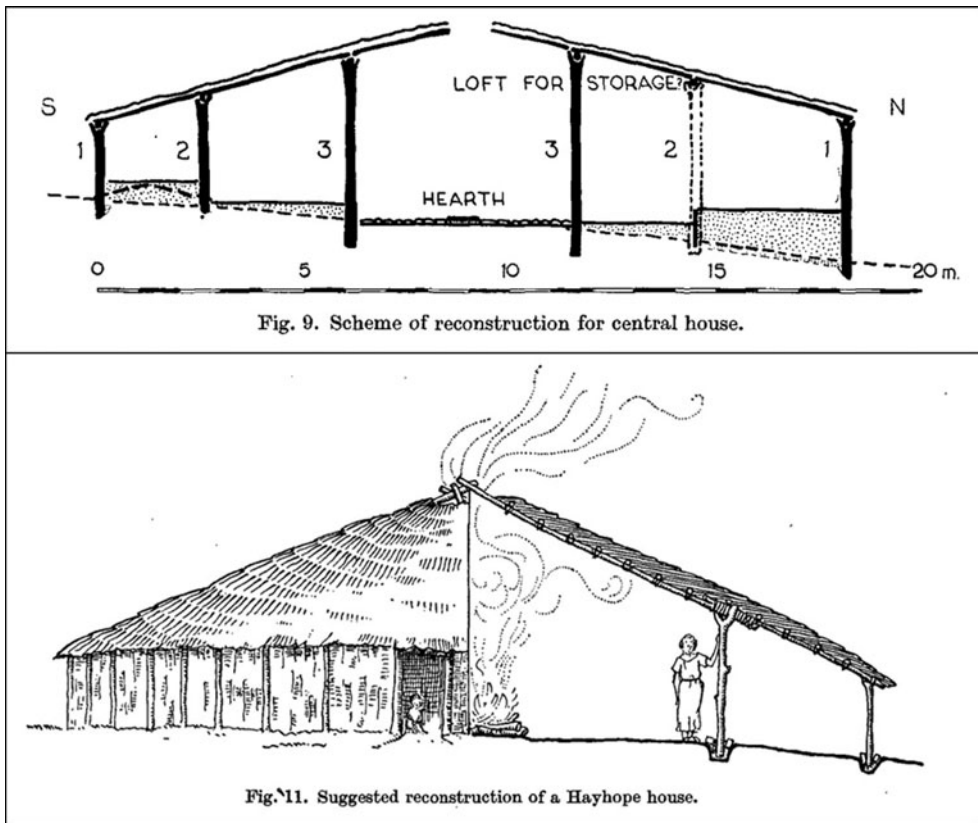 LOFT FOR STORAGE?
S
N
1 2 3 3 2 1
HEARTH
0 5 10 15 20 m.
Fig. 9. Scheme of reconstruction for central house.
Fig. 11. Suggested reconstruction of a Hayhope house.